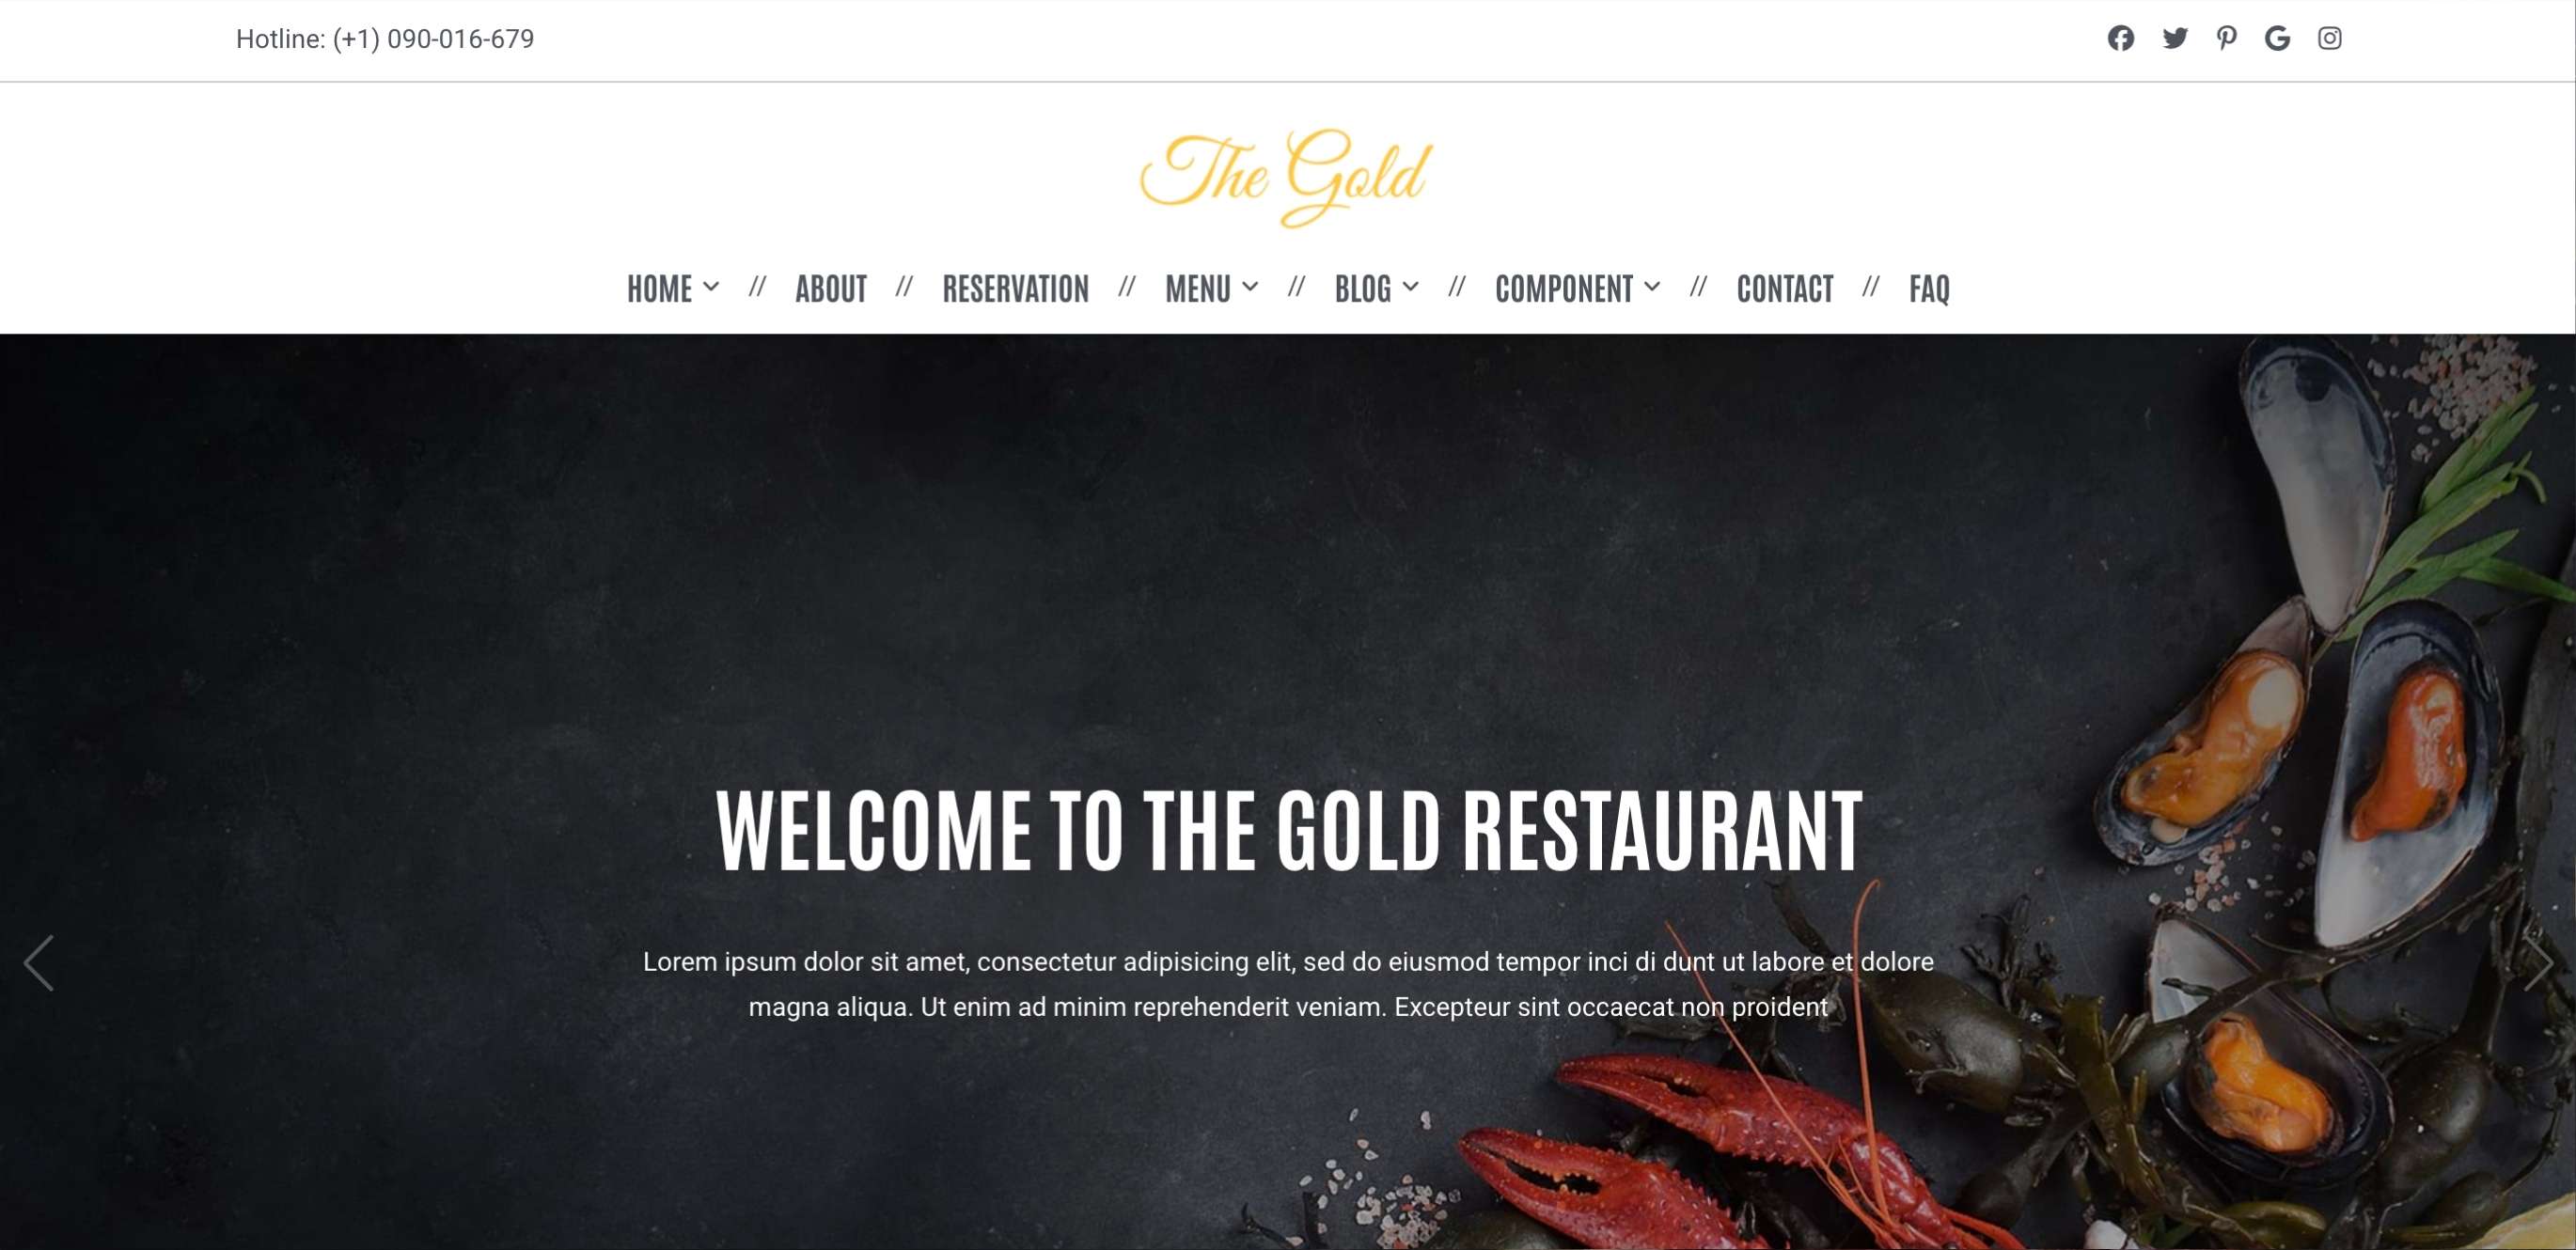 Hotline: (+1) 090-016-679
The Gold
HOME // ABOUT // RESERVATION // MENU // BLOG // COMPONENT // CONTACT // FAQ
WELCOME TO THE GOLD RESTAURANT
Lorem ipsum dolor sit amet, consectetur adipisicing elit, sed do eiusmod tempor inci di dunt ut labore et dolore
magna aliqua. Ut enim ad minim reprehenderit veniam. Excepteur sint occaecat non proident